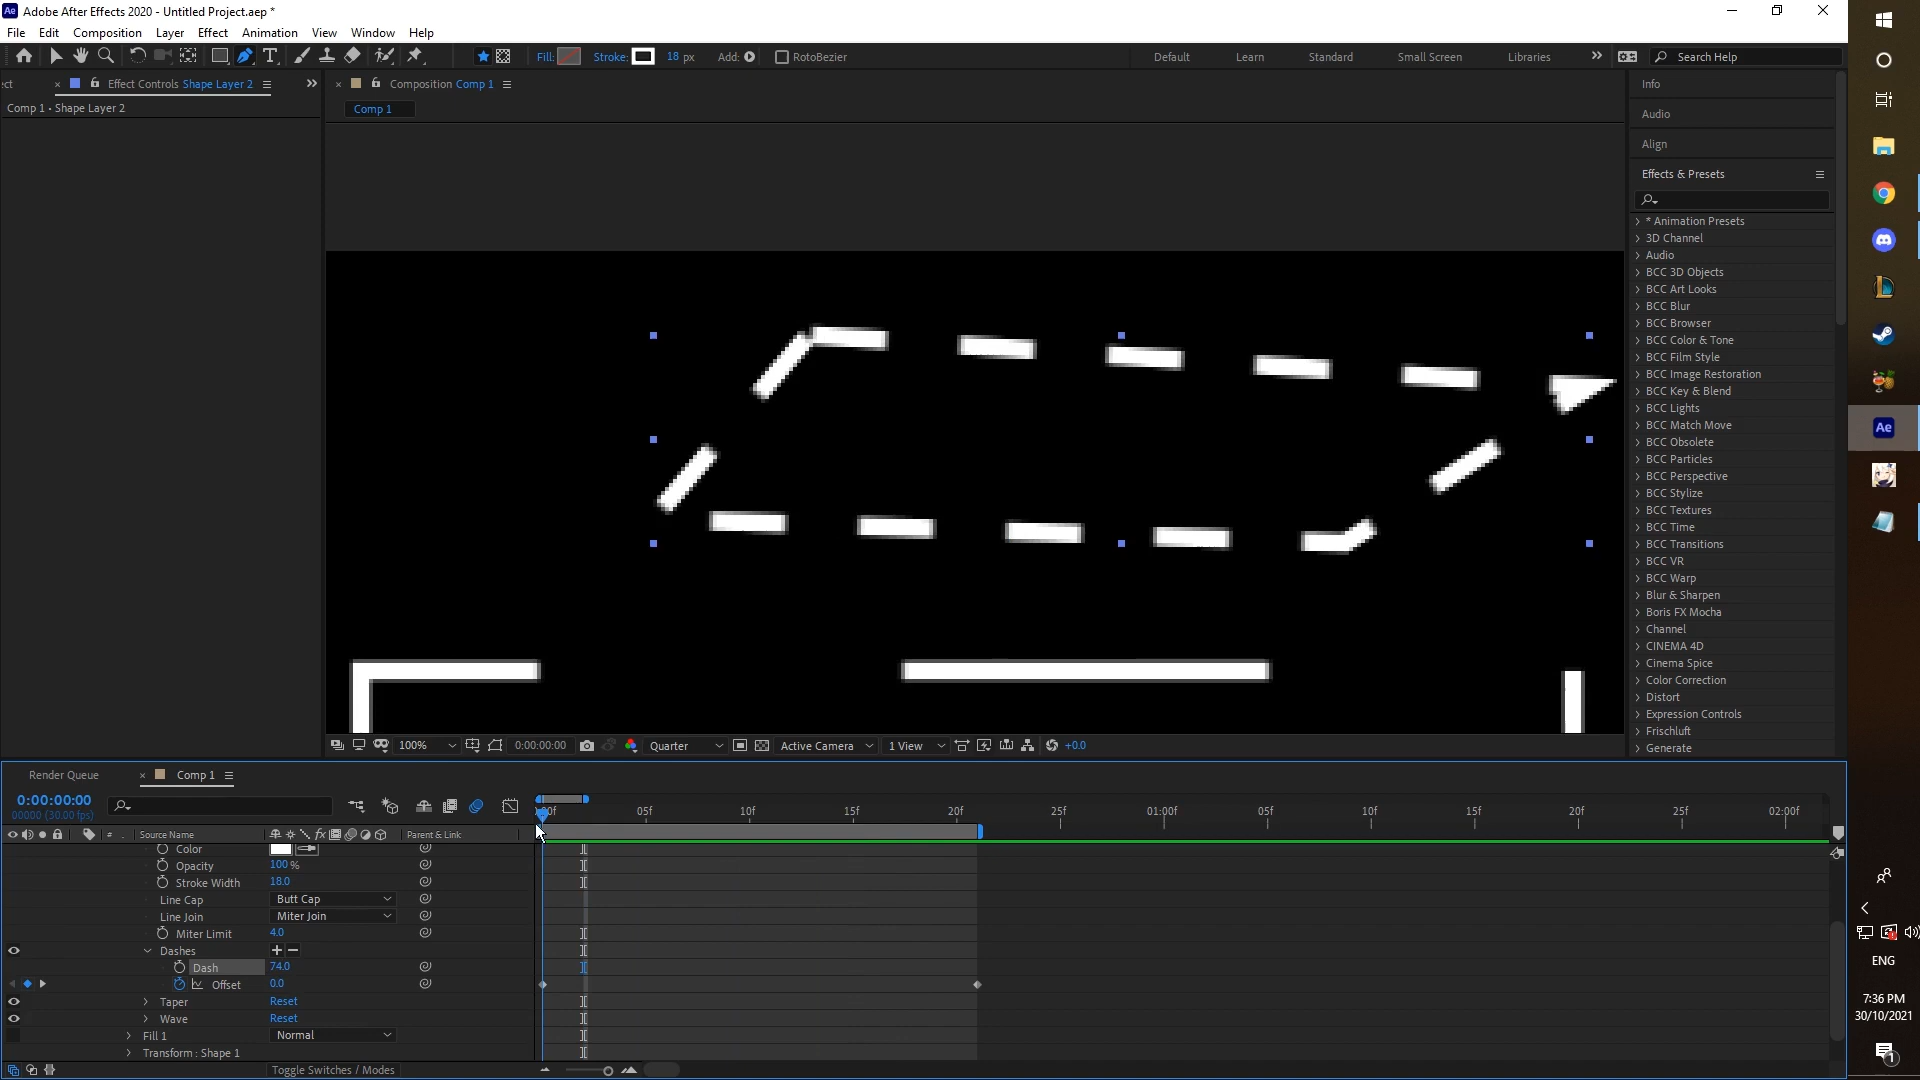 Ae Adobe After Effects 2020 - Untitled Project.aep *
File Edit Composition Layer Effect Animation View Window Help
Fill: Stroke: 18 px Add: RotoBezier Default Learn Standard Small Screen Libraries Search Help
ect Effect Controls Shape Layer 2
Composition Comp 1
Comp 1 • Shape Layer 2
Comp 1
Info
Audio
Align
Effects & Presets
* Animation Presets
3D Channel
Audio
BCC 3D Objects
BCC Art Looks
BCC Blur
BCC Browser
BCC Color & Tone
BCC Film Style
BCC Image Restoration
BCC Key & Blend
BCC Lights
BCC Match Move
BCC Obsolete
BCC Particles
BCC Perspective
BCC Stylize
BCC Textures
BCC Time
BCC Transitions
BCC VR
BCC Warp
Blur & Sharpen
Boris FX Mocha
Channel
CINEMA 4D
Cinema Spice
Color Correction
Distort
Expression Controls
Frischluft
Generate
100% 0:00:00:00 Quarter Active Camera 1 View +0.0
Render Queue Comp 1
0:00:00:00
00000 (30.00 fps)
:00f 05f 10f 15f 20f 25f 01:00f 05f 10f 15f 20f 25f 02:00f
# Source Name fx Parent & Link
Color
Opacity 100 %
Stroke Width 18.0
Line Cap Butt Cap
Line Join Miter Join
Miter Limit 4.0
Dashes + −
Dash 74.0
Offset 0.0
Taper Reset
Wave Reset
Fill 1 Normal
Transform : Shape 1
Toggle Switches / Modes
Ae
ENG
7:36 PM
30/10/2021
1